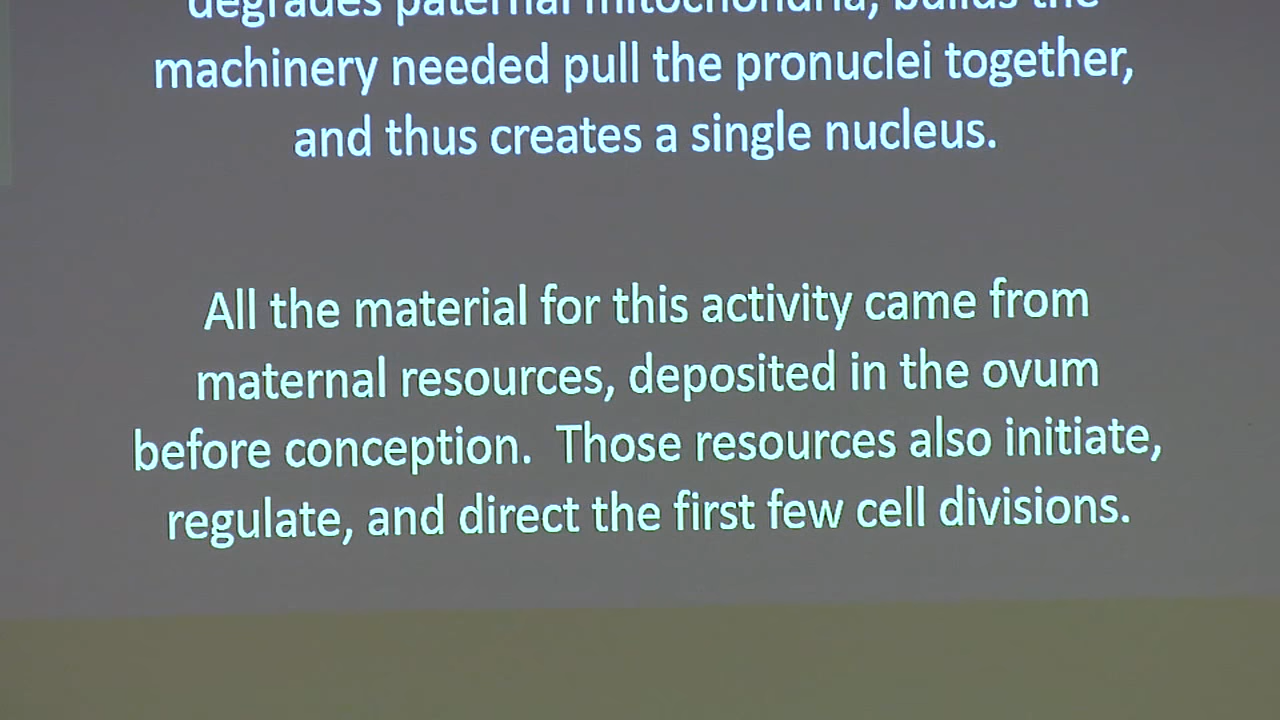 degrades paternal mitochondria, builds the
machinery needed pull the pronuclei together,
and thus creates a single nucleus.
All the material for this activity came from
maternal resources, deposited in the ovum
before conception. Those resources also initiate,
regulate, and direct the first few cell divisions.